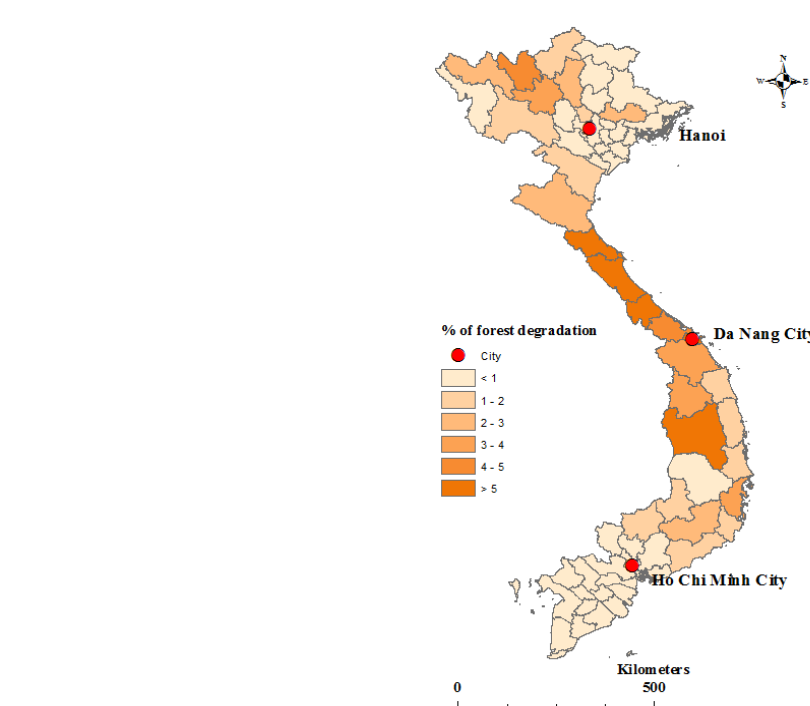 N
W E
S
Hanoi
% of forest degradation
Da Nang City
City
< 1
1 - 2
2 - 3
3 - 4
4 - 5
> 5
Ho Chi Minh City
Kilometers
0 500